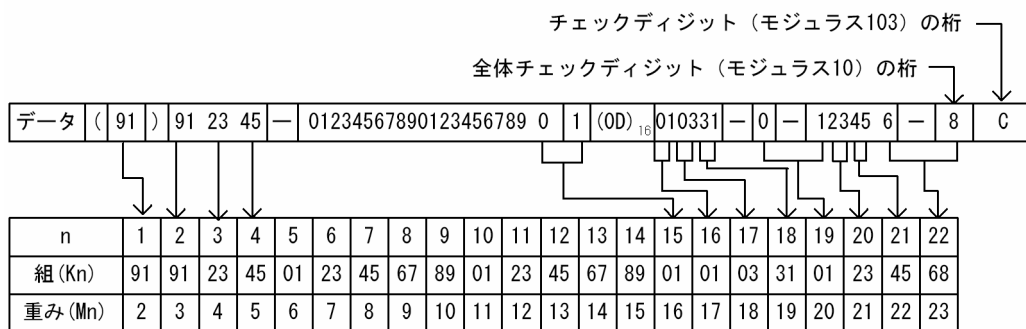 チェックディジット（モジュラス103）の桁
全体チェックディジット（モジュラス10）の桁
データ ( 91 ) 91 23 45 － 01234567890123456789 0 1 (0D)16 010331 － 0 － 12345 6 － 8 C
n 1 2 3 4 5 6 7 8 9 10 11 12 13 14 15 16 17 18 19 20 21 22
組(Kn) 91 91 23 45 01 23 45 67 89 01 23 45 67 89 01 01 03 31 01 23 45 68
重み(Mn) 2 3 4 5 6 7 8 9 10 11 12 13 14 15 16 17 18 19 20 21 22 23